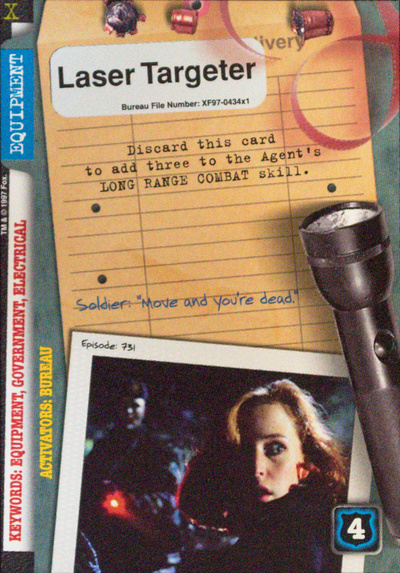 X
ivery
Laser Targeter
Bureau File Number: XF97-0434x1
EQUIPMENT
Discard this card
to add three to the Agent's
LONG RANGE COMBAT skill.
TM & © 1997 Fox.
KEYWORDS: EQUIPMENT, GOVERNMENT, ELECTRICAL
ACTIVATORS: BUREAU
Soldier: "Move and you're dead."
Episode: 731
4